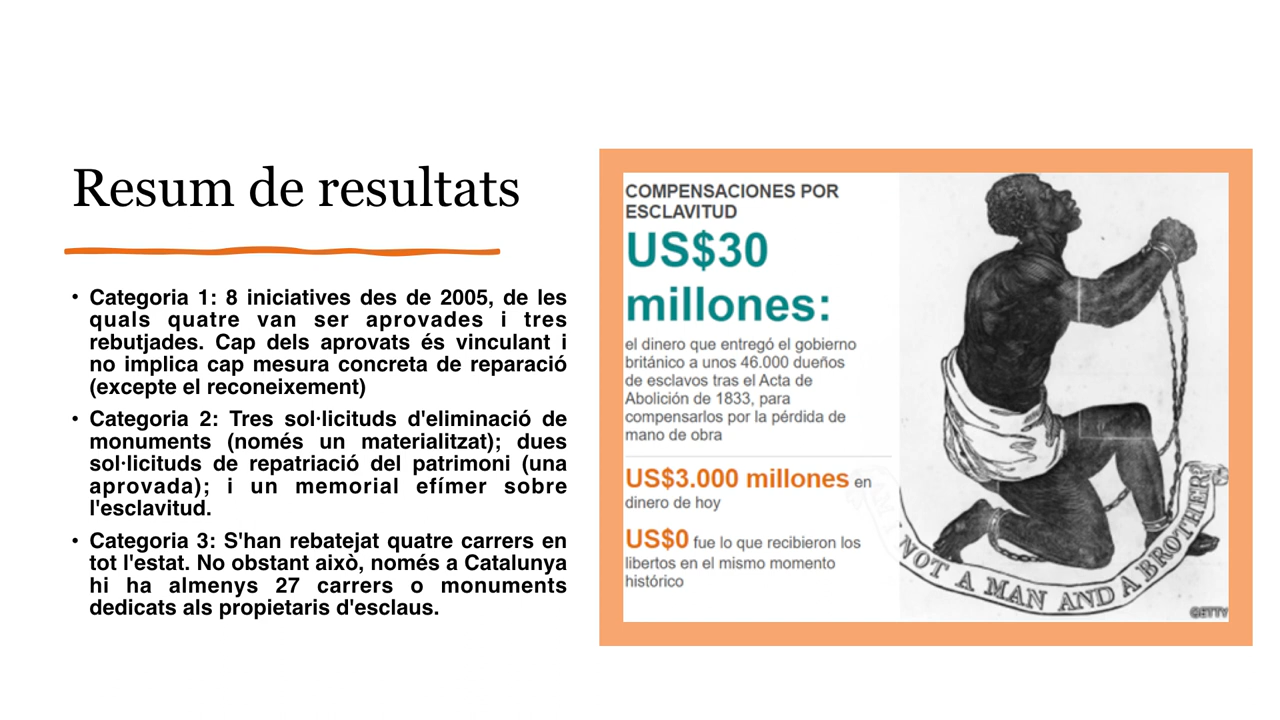 Resum de resultats
• Categoria 1: 8 iniciatives des de 2005, de les
quals quatre van ser aprovades i tres
rebutjades. Cap dels aprovats és vinculant i
no implica cap mesura concreta de reparació
(excepte el reconeixement)
• Categoria 2: Tres sol·licituds d'eliminació de
monuments (només un materialitzat); dues
sol·licituds de repatriació del patrimoni (una
aprovada); i un memorial efímer sobre
l'esclavitud.
• Categoria 3: S'han rebatejat quatre carrers en
tot l'estat. No obstant això, només a Catalunya
hi ha almenys 27 carrers o monuments
dedicats als propietaris d'esclaus.
COMPENSACIONES POR
ESCLAVITUD
US$30
millones:
el dinero que entregó el gobierno
británico a unos 46.000 dueños
de esclavos tras el Acta de
Abolición de 1833, para
compensarlos por la pérdida de
mano de obra
US$3.000 millones en
dinero de hoy
US$0 fue lo que recibieron los
libertos en el mismo momento
histórico
NOT A MAN AND A BROTHER
GETTY